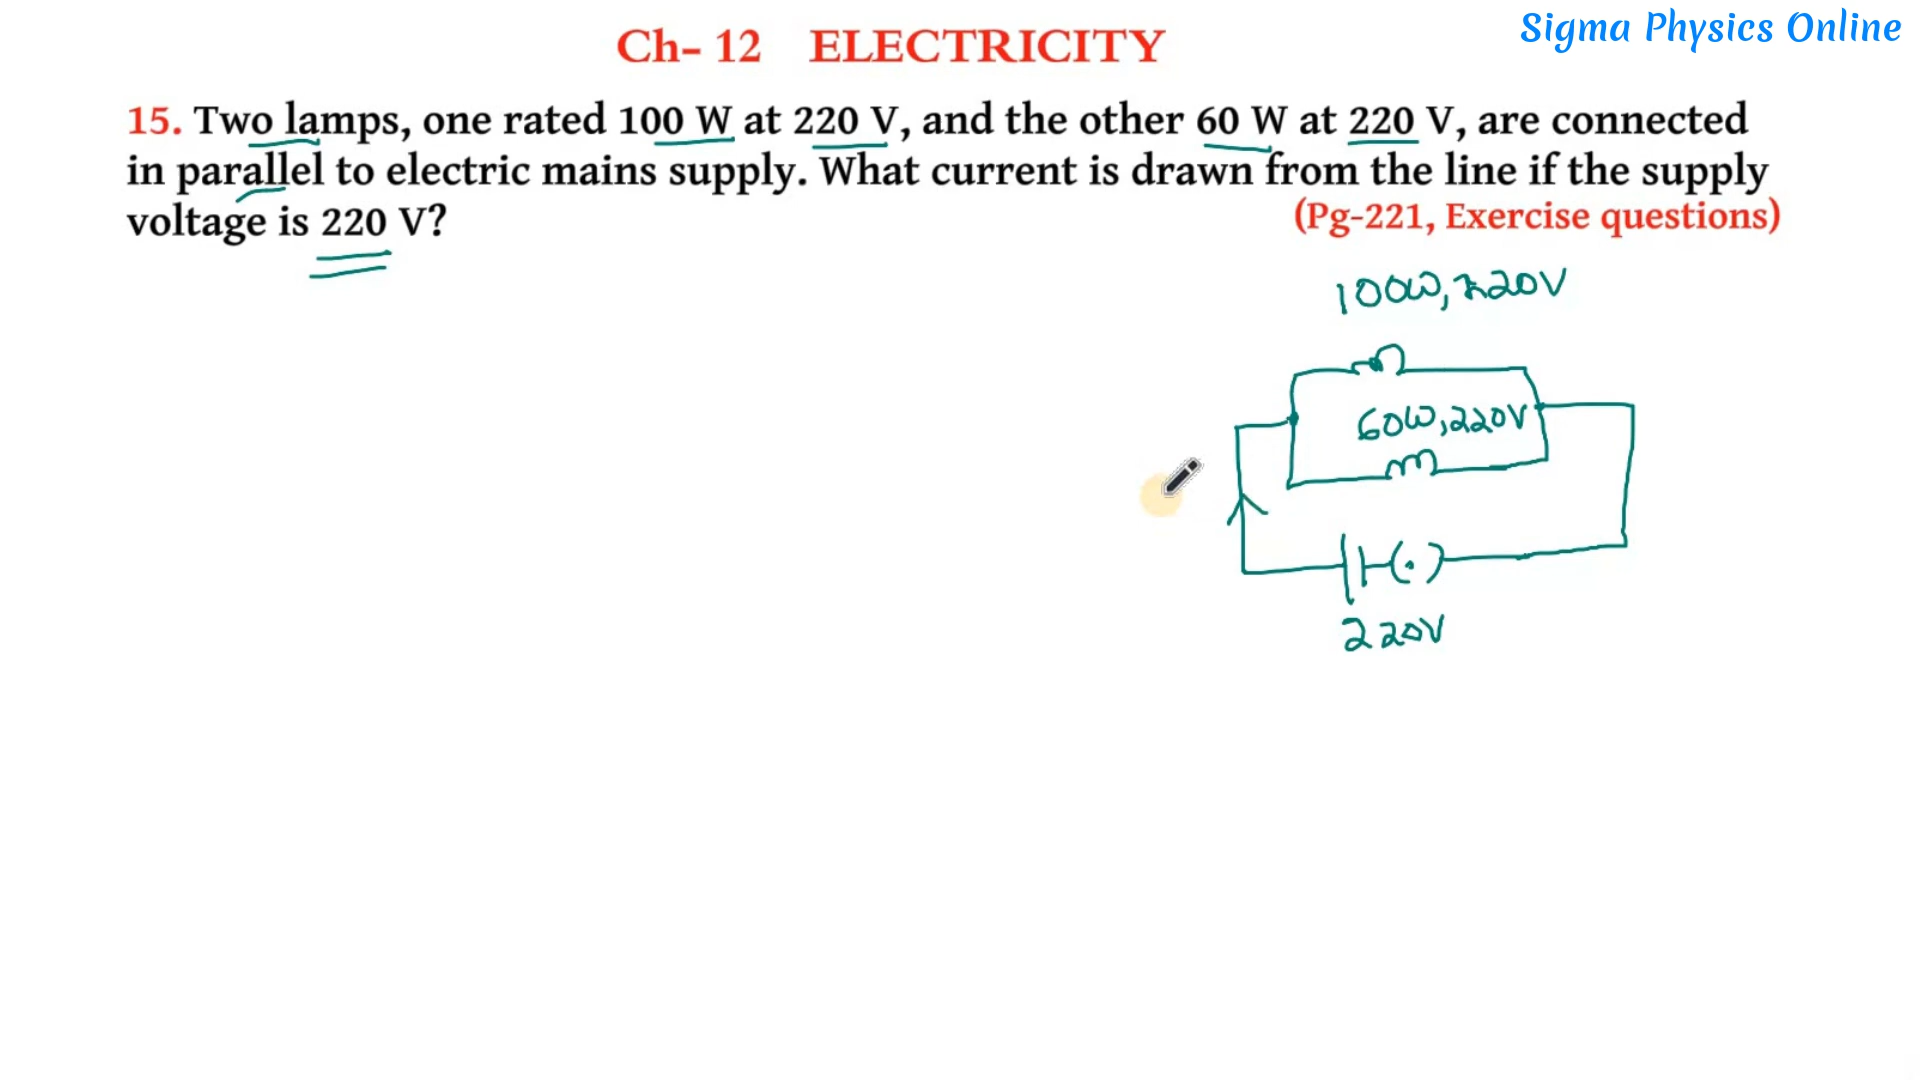 Sigma Physics Online
Ch- 12 ELECTRICITY
15. Two lamps, one rated 100 W at 220 V, and the other 60 W at 220 V, are connected
in parallel to electric mains supply. What current is drawn from the line if the supply
voltage is 220 V?
(Pg-221, Exercise questions)
100W, 220V
60W, 220V
220V